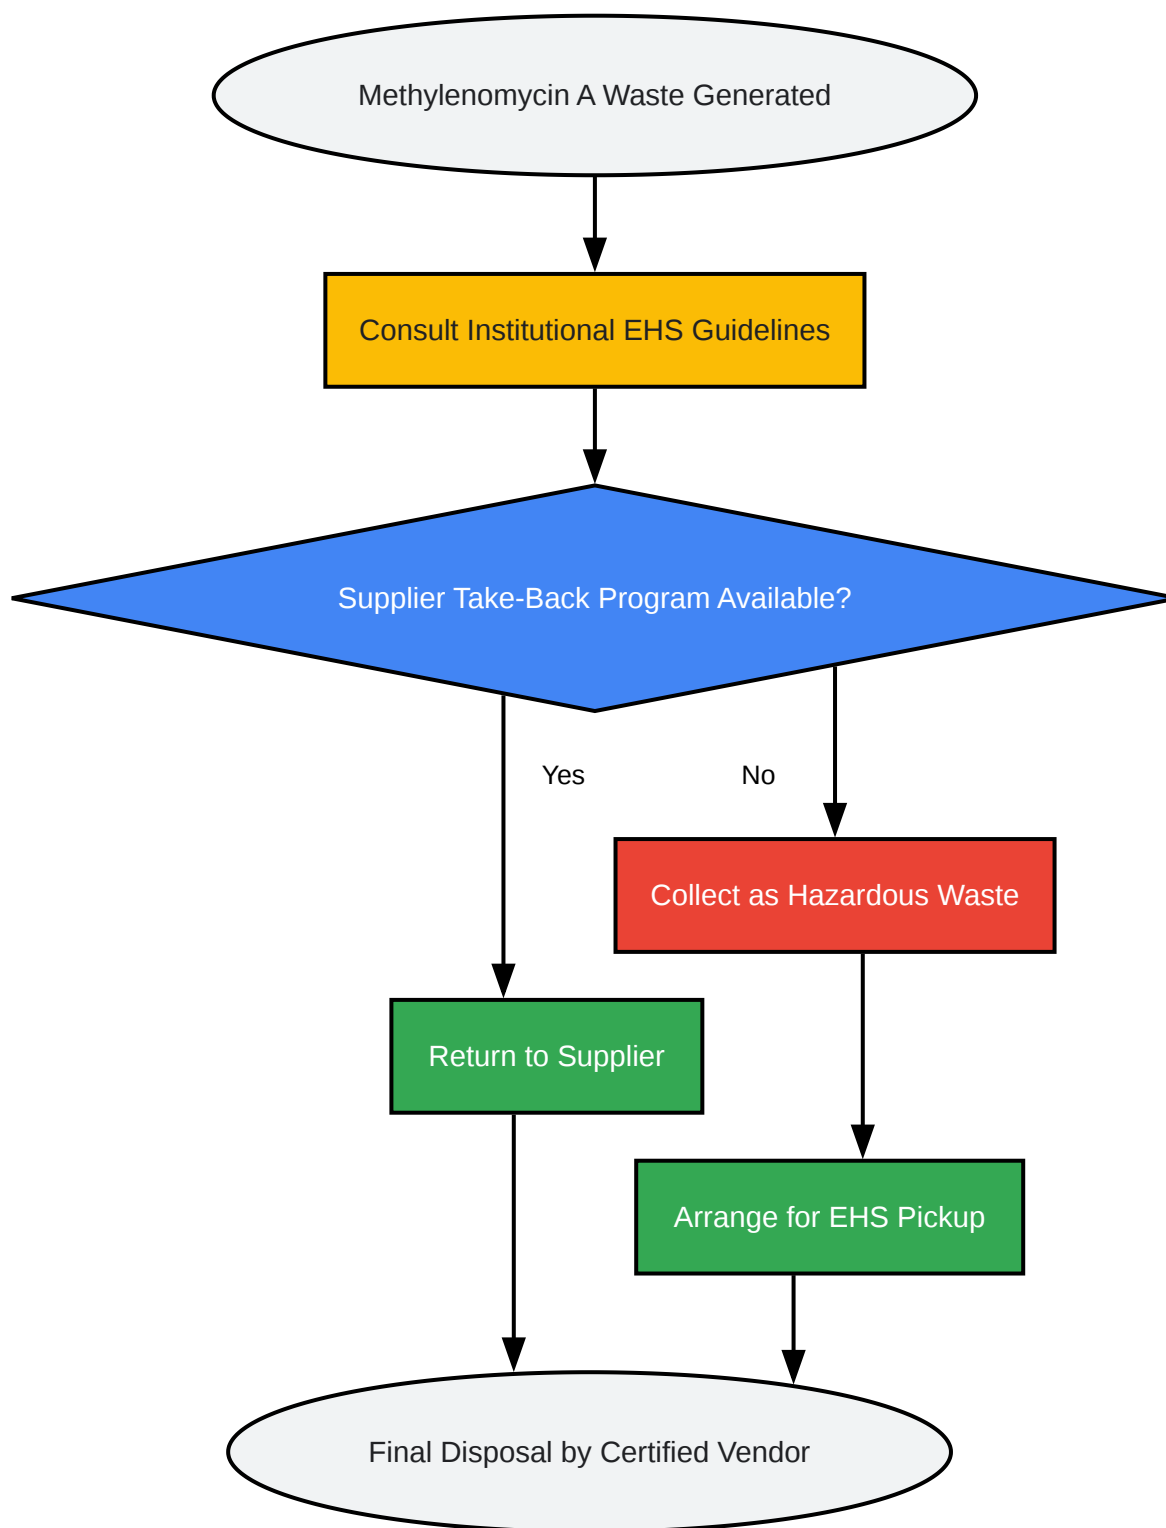 Methylenomycin A Waste Generated
Consult Institutional EHS Guidelines
Supplier Take-Back Program Available?
Yes
No
Collect as Hazardous Waste
Return to Supplier
Arrange for EHS Pickup
Final Disposal by Certified Vendor